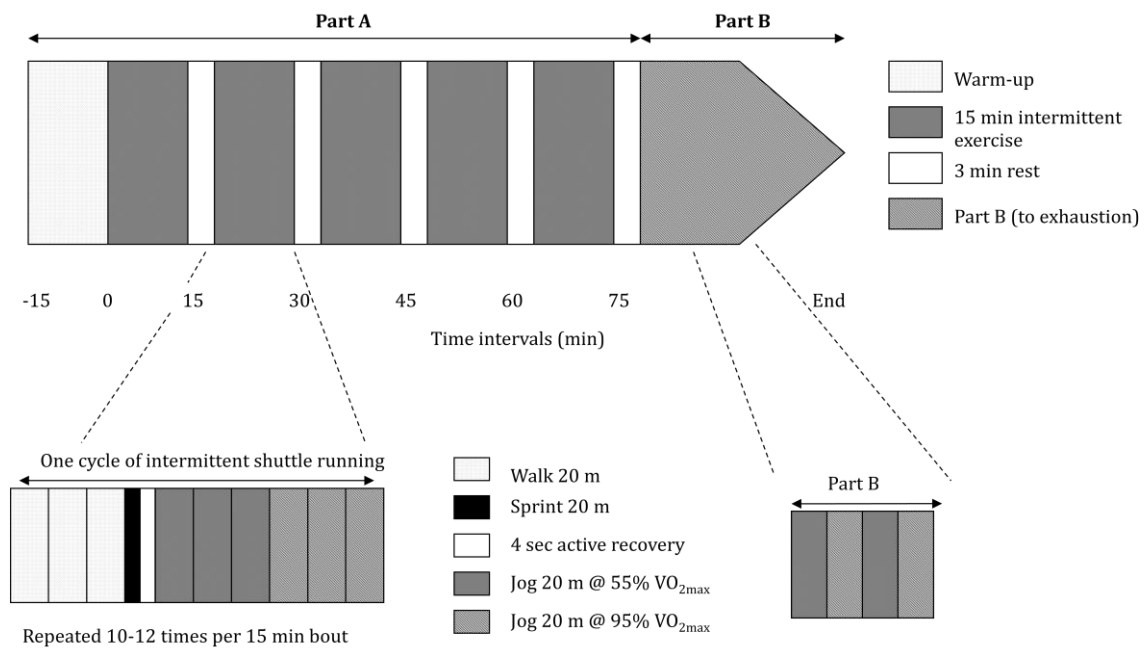 Part A
Part B
Warm-up
15 min intermittent
exercise
3 min rest
Part B (to exhaustion)
-15 0 15 30 45 60 75 End
Time intervals (min)
One cycle of intermittent shuttle running
Walk 20 m
Sprint 20 m
4 sec active recovery
Jog 20 m @ 55% VO₂max
Jog 20 m @ 95% VO₂max
Repeated 10-12 times per 15 min bout
Part B